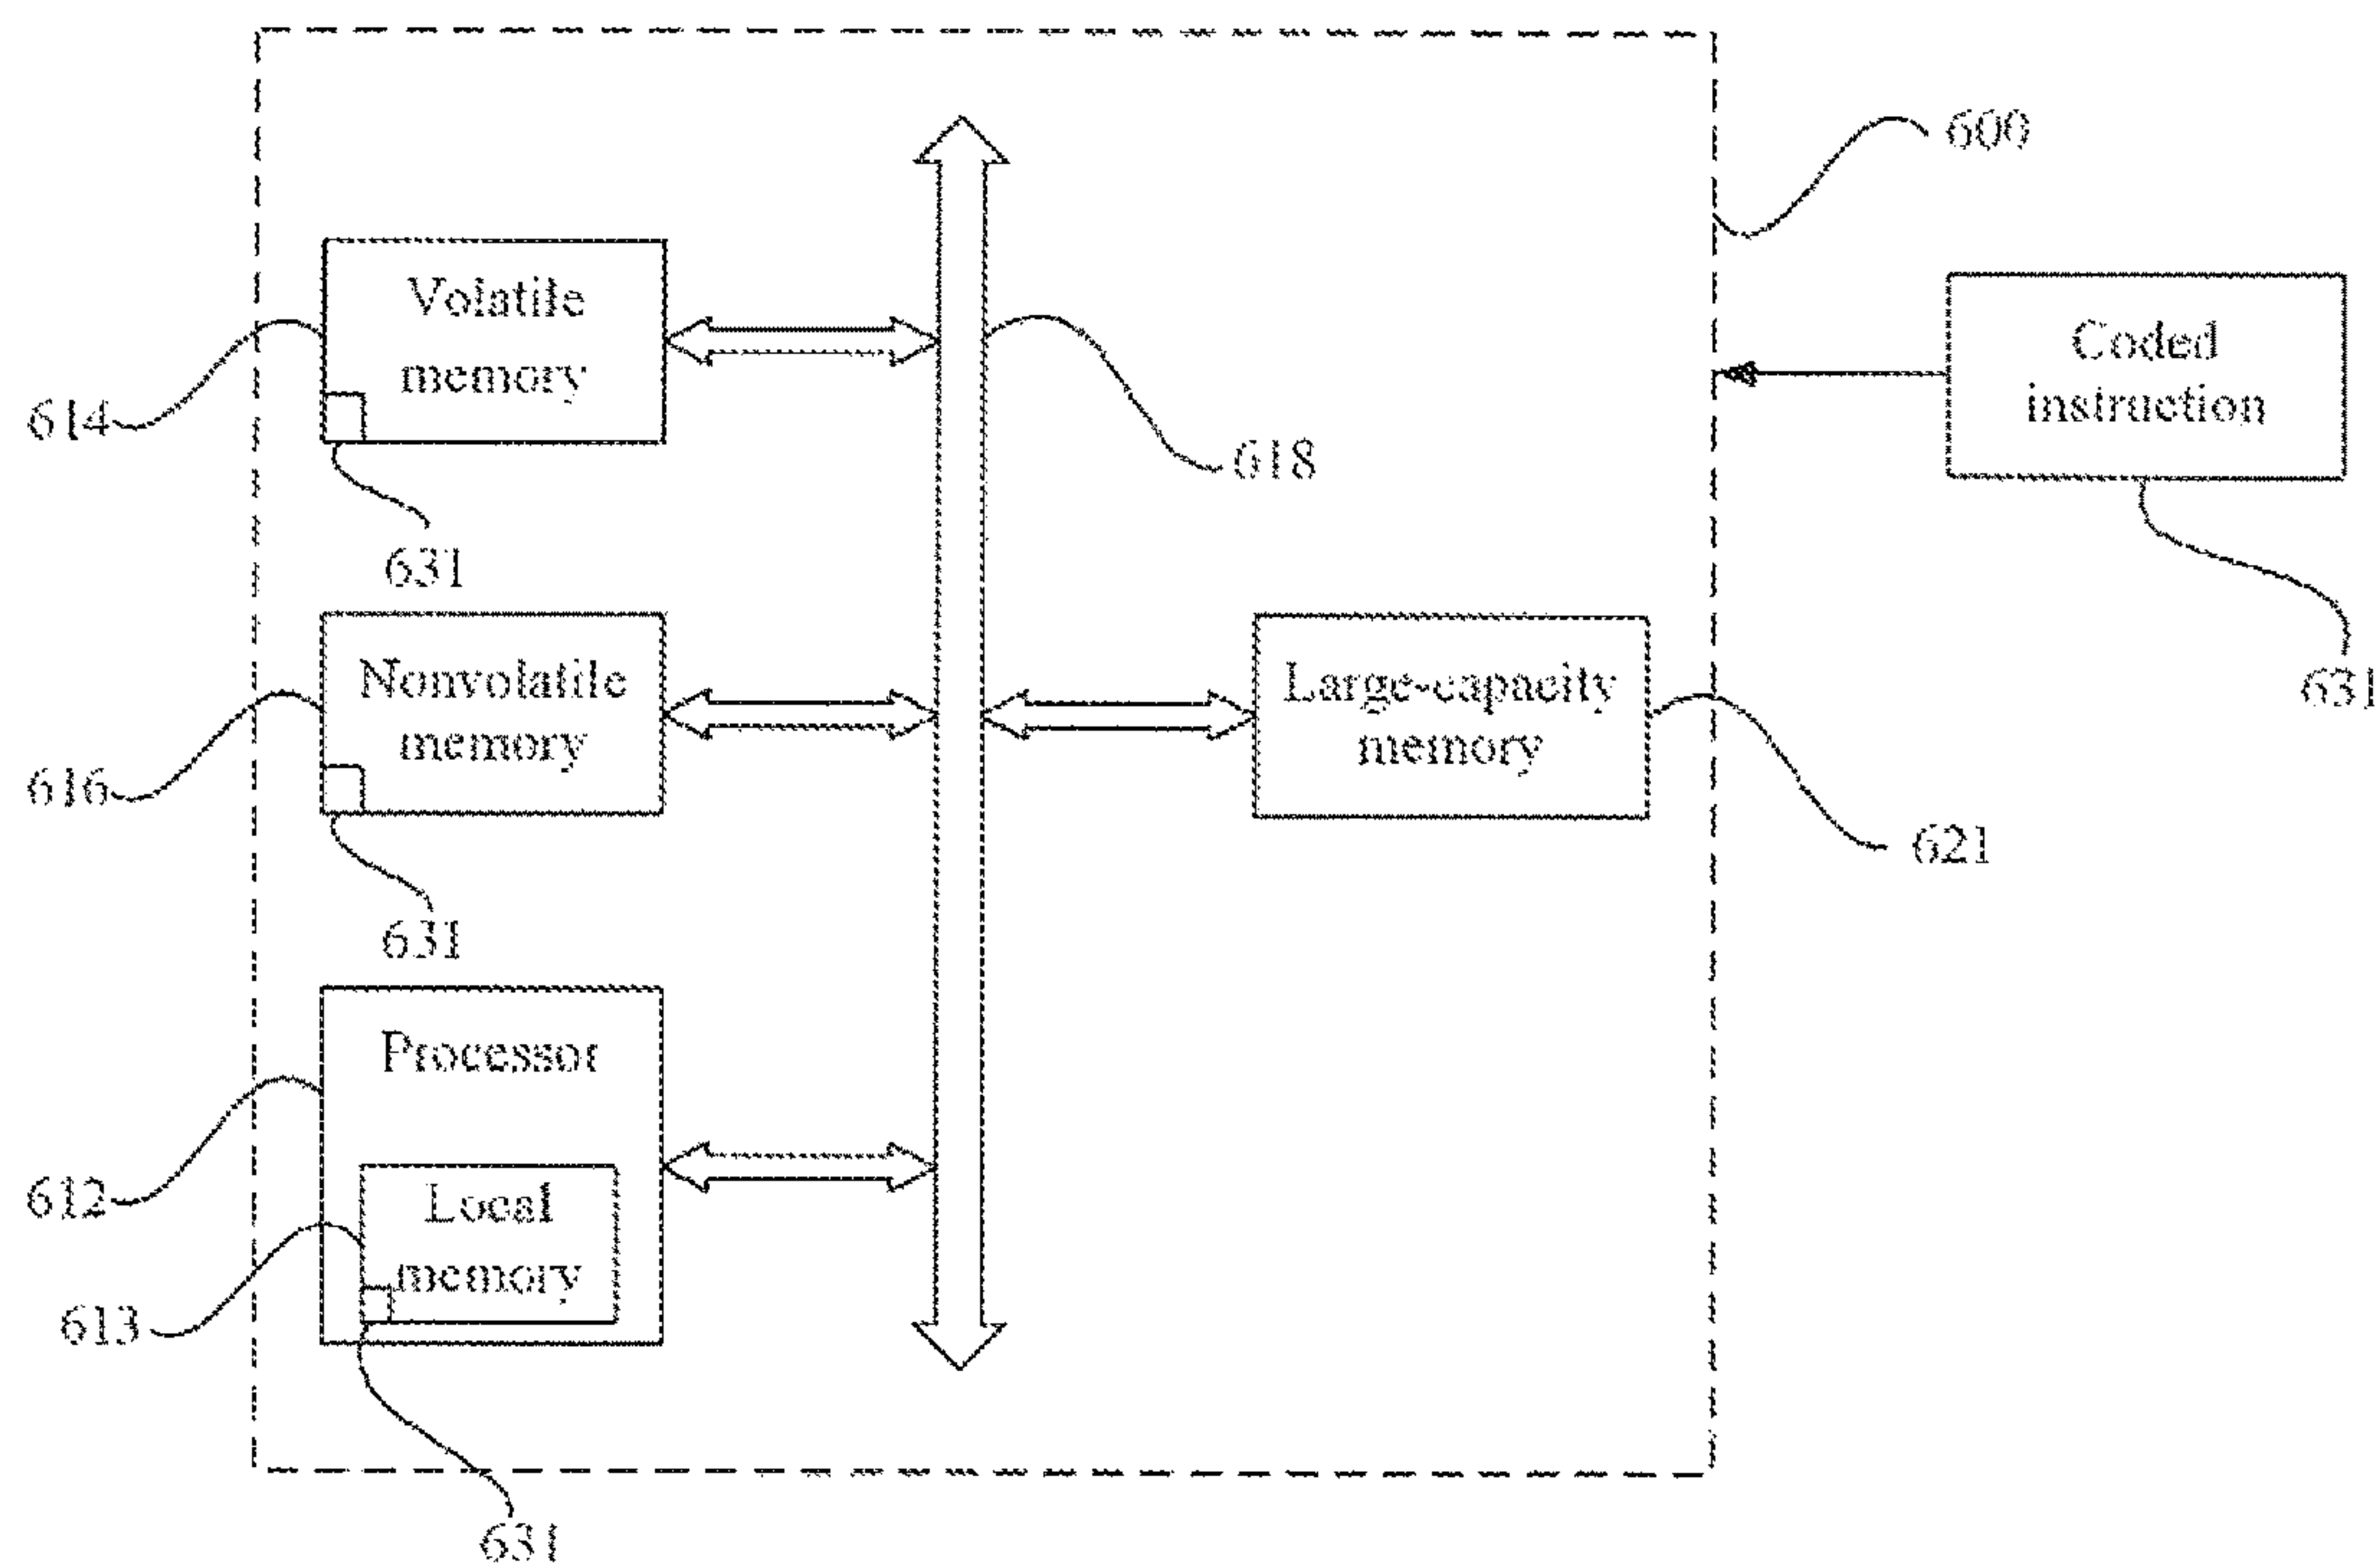 600
Volatile
memory
Coded
instruction
614
618
631
631
Nonvolatile
memory
Large-capacity
memory
616
621
631
Processor
612
Local
memory
613
631